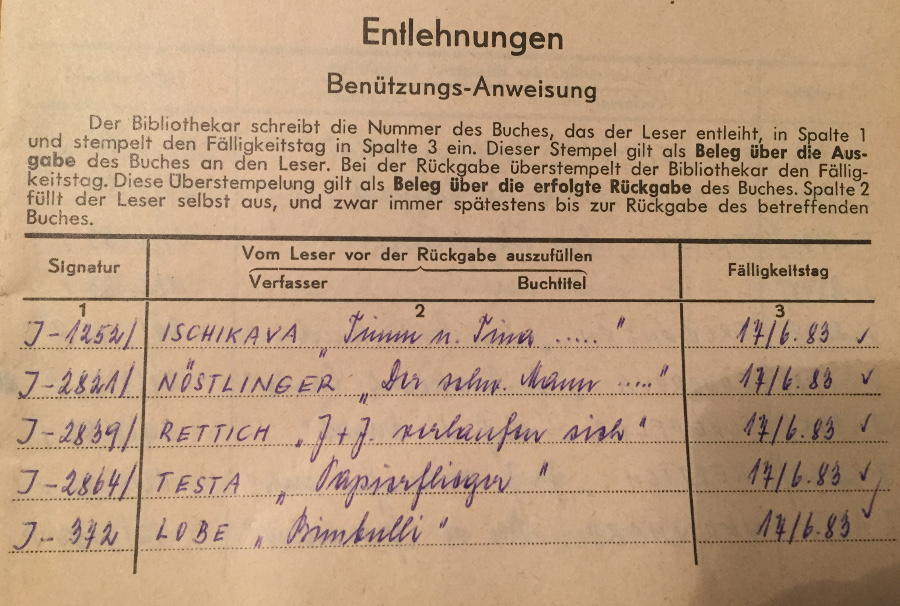 Entlehnungen
Benützungs-Anweisung
Der Bibliothekar schreibt die Nummer des Buches, das der Leser entleiht, in Spalte 1
und stempelt den Fälligkeitstag in Spalte 3 ein. Dieser Stempel gilt als Beleg über die Aus-
gabe des Buches an den Leser. Bei der Rückgabe überstempelt der Bibliothekar den Fällig-
keitstag. Diese Überstempelung gilt als Beleg über die erfolgte Rückgabe des Buches. Spalte 2
füllt der Leser selbst aus, und zwar immer spätestens bis zur Rückgabe des betreffenden
Buches.
Signatur Vom Leser vor der Rückgabe auszufüllen Fälligkeitstag
Verfasser Buchtitel
1 2 3
J-1252/ ISCHIKAVA „Timm u. Tina ....." 17/6.83 ✓
J-2821/ NÖSTLINGER „Der schw. Mann ....." 17/6.83 ✓
J-2839/ RETTICH „J+J. verlaufen sich" 17/6.83 ✓
J-2864/ TESTA „Papierflieger" 17/6.83 ✓
J-372 LOBE „Bimbulli" 17/6.83 ✓